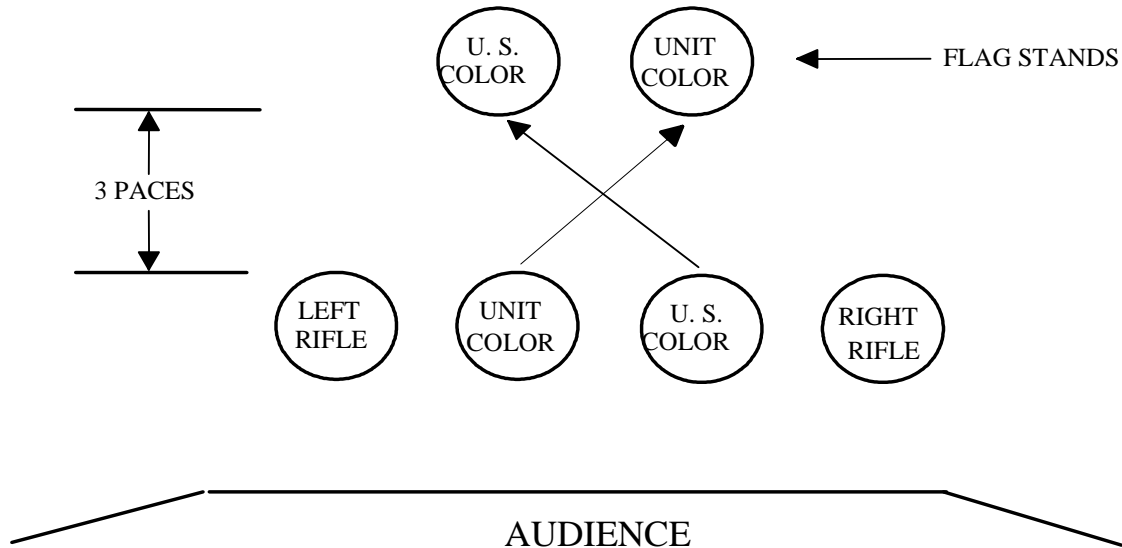 U. S.
COLOR
UNIT
COLOR
FLAG STANDS
3 PACES
LEFT
RIFLE
UNIT
COLOR
U. S.
COLOR
RIGHT
RIFLE
AUDIENCE